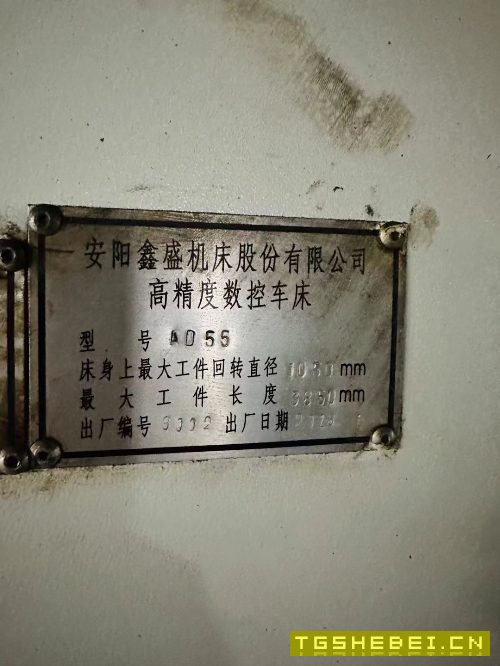 安阳鑫盛机床股份有限公司
高精度数控车床
型 号 AD55
床身上最大工件回转直径 mm
最大工件长度 3850mm
出厂编号 出厂日期
TGSHEBEI.CN